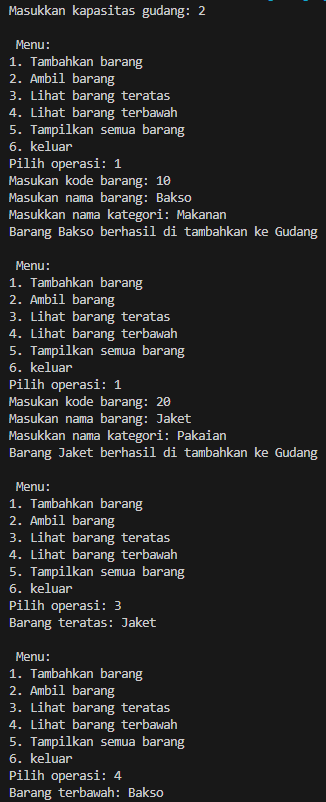 Masukkan kapasitas gudang: 2
Menu:
1. Tambahkan barang
2. Ambil barang
3. Lihat barang teratas
4. Lihat barang terbawah
5. Tampilkan semua barang
6. keluar
Pilih operasi: 1
Masukan kode barang: 10
Masukan nama barang: Bakso
Masukkan nama kategori: Makanan
Barang Bakso berhasil di tambahkan ke Gudang
Menu:
1. Tambahkan barang
2. Ambil barang
3. Lihat barang teratas
4. Lihat barang terbawah
5. Tampilkan semua barang
6. keluar
Pilih operasi: 1
Masukan kode barang: 20
Masukan nama barang: Jaket
Masukkan nama kategori: Pakaian
Barang Jaket berhasil di tambahkan ke Gudang
Menu:
1. Tambahkan barang
2. Ambil barang
3. Lihat barang teratas
4. Lihat barang terbawah
5. Tampilkan semua barang
6. keluar
Pilih operasi: 3
Barang teratas: Jaket
Menu:
1. Tambahkan barang
2. Ambil barang
3. Lihat barang teratas
4. Lihat barang terbawah
5. Tampilkan semua barang
6. keluar
Pilih operasi: 4
Barang terbawah: Bakso